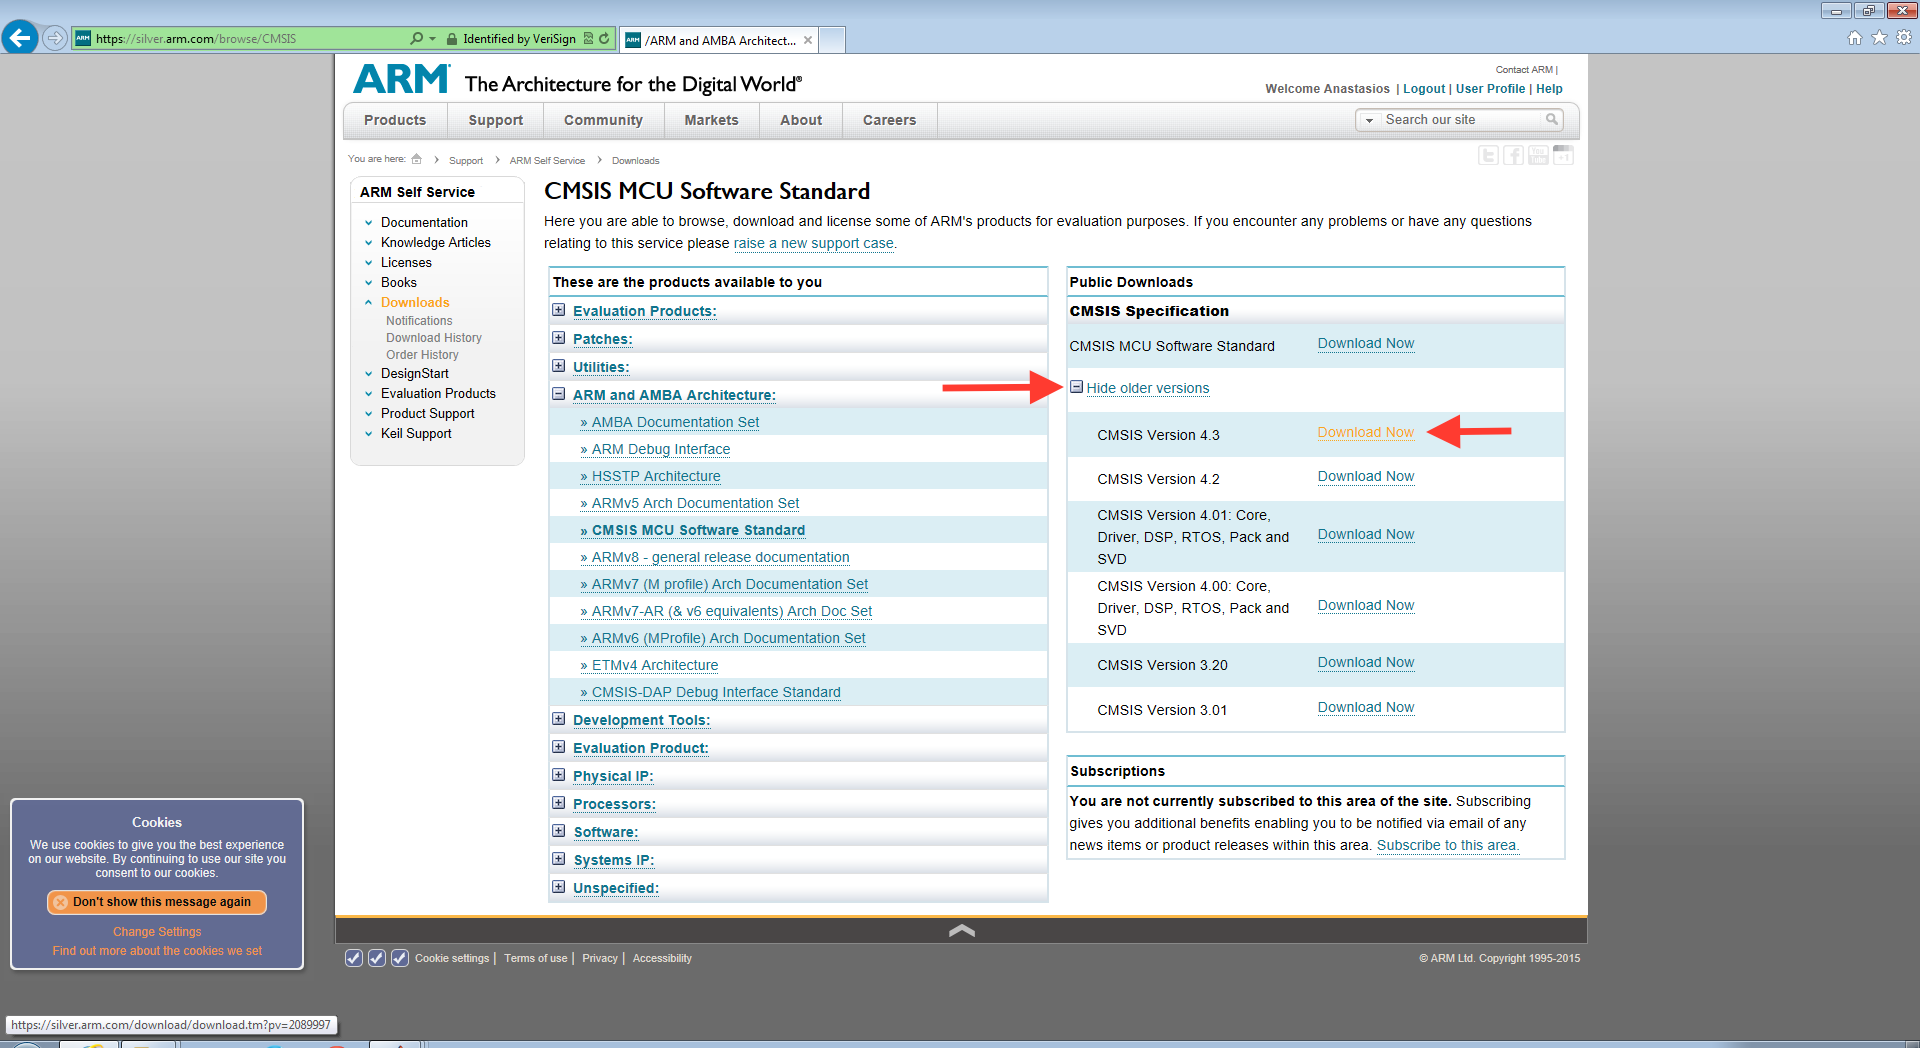 https://silver.arm.com/browse/CMSIS
Identified by VeriSign
/ARM and AMBA Architect...
ARM The Architecture for the Digital World®
Contact ARM |
Welcome Anastasios | Logout | User Profile | Help
Products
Support
Community
Markets
About
Careers
Search our site
You are here: Support ARM Self Service Downloads
ARM Self Service
Documentation
Knowledge Articles
Licenses
Books
Downloads
Notifications
Download History
Order History
DesignStart
Evaluation Products
Product Support
Keil Support
CMSIS MCU Software Standard
Here you are able to browse, download and license some of ARM's products for evaluation purposes. If you encounter any problems or have any questions
relating to this service please raise a new support case.
These are the products available to you
Evaluation Products:
Patches:
Utilities:
ARM and AMBA Architecture:
» AMBA Documentation Set
» ARM Debug Interface
» HSSTP Architecture
» ARMv5 Arch Documentation Set
» CMSIS MCU Software Standard
» ARMv8 - general release documentation
» ARMv7 (M profile) Arch Documentation Set
» ARMv7-AR (& v6 equivalents) Arch Doc Set
» ARMv6 (MProfile) Arch Documentation Set
» ETMv4 Architecture
» CMSIS-DAP Debug Interface Standard
Development Tools:
Evaluation Product:
Physical IP:
Processors:
Software:
Systems IP:
Unspecified:
Public Downloads
CMSIS Specification
CMSIS MCU Software Standard Download Now
Hide older versions
CMSIS Version 4.3 Download Now
CMSIS Version 4.2 Download Now
CMSIS Version 4.01: Core,
Driver, DSP, RTOS, Pack and Download Now
SVD
CMSIS Version 4.00: Core,
Driver, DSP, RTOS, Pack and Download Now
SVD
CMSIS Version 3.20 Download Now
CMSIS Version 3.01 Download Now
Subscriptions
You are not currently subscribed to this area of the site. Subscribing
gives you additional benefits enabling you to be notified via email of any
news items or product releases within this area. Subscribe to this area.
Cookies
We use cookies to give you the best experience
on our website. By continuing to use our site you
consent to our cookies.
Don't show this message again
Change Settings
Find out more about the cookies we set
Cookie settings | Terms of use | Privacy | Accessibility
© ARM Ltd. Copyright 1995-2015
https://silver.arm.com/download/download.tm?pv=2089997